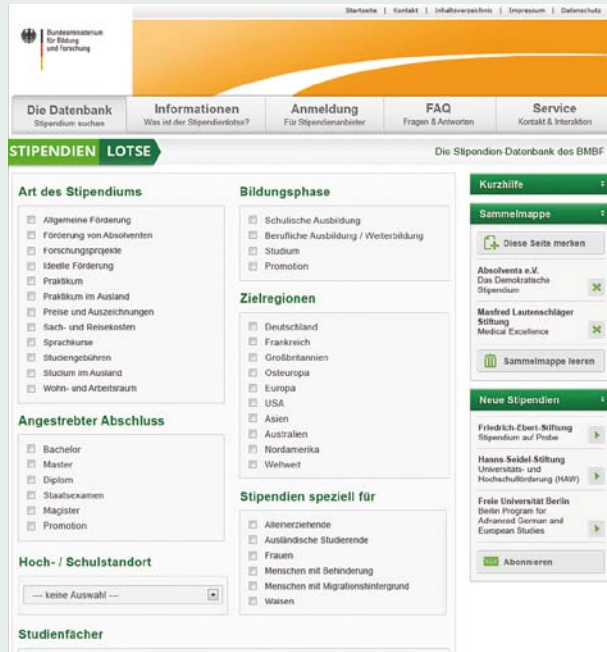 Startseite | Kontakt | Inhaltsverzeichnis | Impressum | Datenschutz
Bundesministerium
für Bildung
und Forschung
Die Datenbank
Stipendium suchen
Informationen
Was ist der Stipendienlotse?
Anmeldung
Für Stipendienanbieter
FAQ
Fragen & Antworten
Service
Kontakt & Interaktion
STIPENDIEN LOTSE
Die Stipendien-Datenbank des BMBF
Art des Stipendiums
Allgemeine Förderung
Förderung von Absolventen
Forschungsprojekte
Ideelle Förderung
Praktikum
Praktikum im Ausland
Preise und Auszeichnungen
Sach- und Reisekosten
Sprachkurse
Studiengebühren
Studium im Ausland
Wohn- und Arbeitsraum
Angestrebter Abschluss
Bachelor
Master
Diplom
Staatsexamen
Magister
Promotion
Hoch- / Schulstandort
--- keine Auswahl ---
Studienfächer
Bildungsphase
Schulische Ausbildung
Berufliche Ausbildung / Weiterbildung
Studium
Promotion
Zielregionen
Deutschland
Frankreich
Großbritannien
Osteuropa
Europa
USA
Asien
Australien
Nordamerika
Weltweit
Stipendien speziell für
Alleinerziehende
Ausländische Studierende
Frauen
Menschen mit Behinderung
Menschen mit Migrationshintergrund
Waisen
Kurzhilfe
Sammelmappe
Diese Seite merken
Absolventa e.V.
Das Demokratische
Stipendium
Manfred Lautenschläger
Stiftung
Medical Excellence
Sammelmappe leeren
Neue Stipendien
Friedrich-Ebert-Stiftung
Stipendium auf Probe
Hanns-Seidel-Stiftung
Universitäts- und
Hochschulförderung (HAW)
Freie Universität Berlin
Berlin Program for
Advanced German and
European Studies
Abonnieren